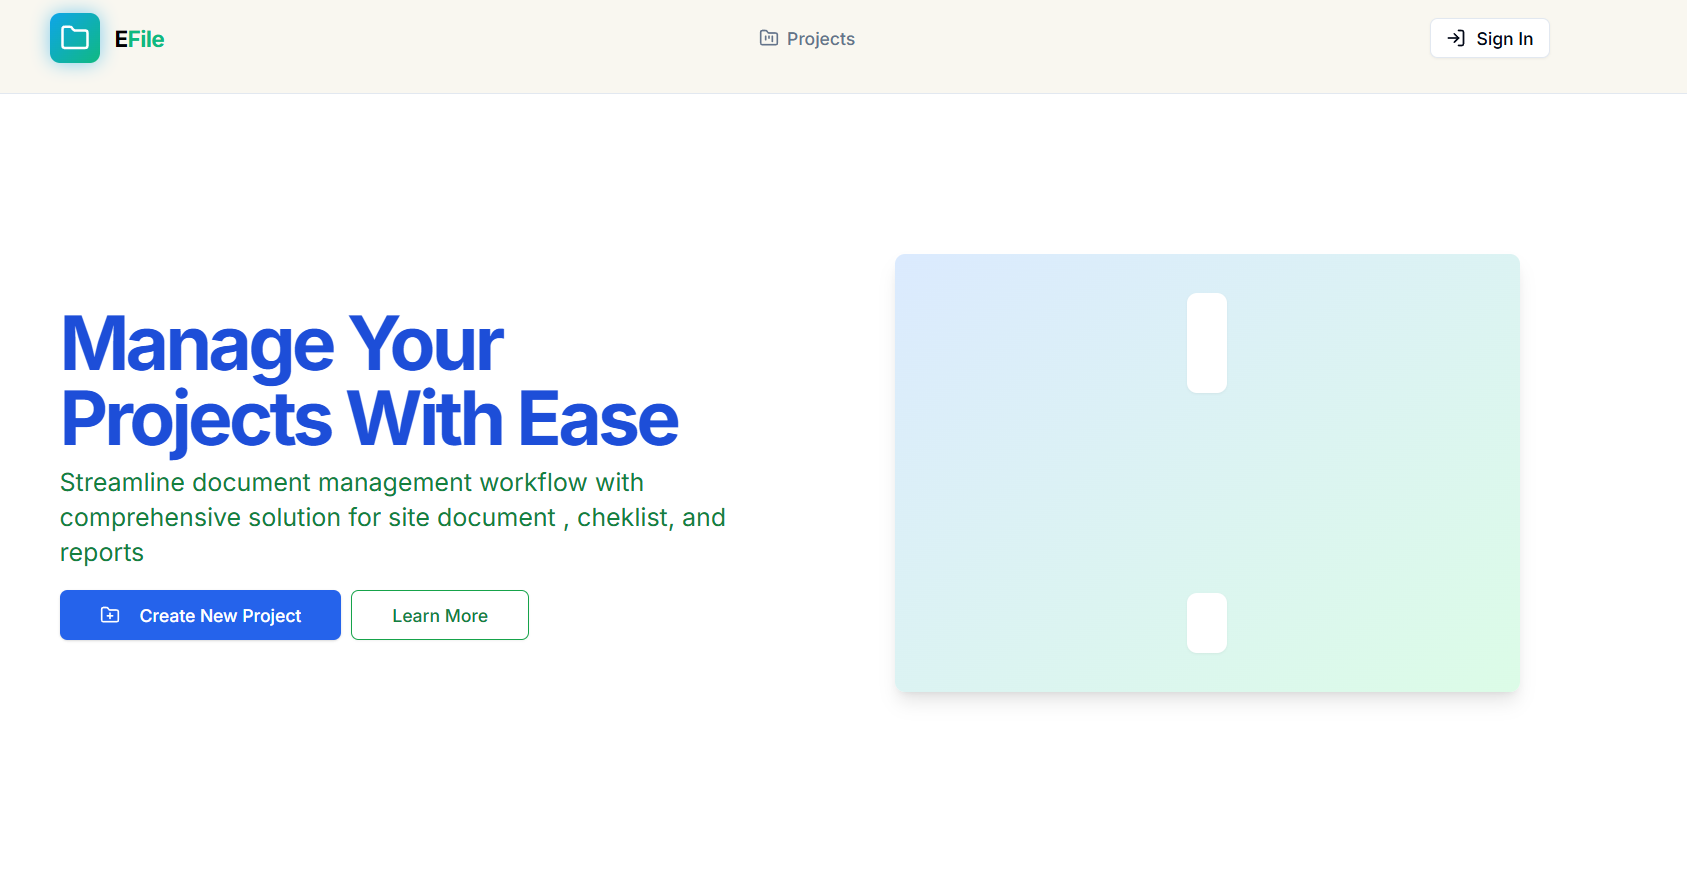 EFile
Projects
Sign In
Manage Your
Projects With Ease
Streamline document management workflow with
comprehensive solution for site document , cheklist, and
reports
Create New Project
Learn More